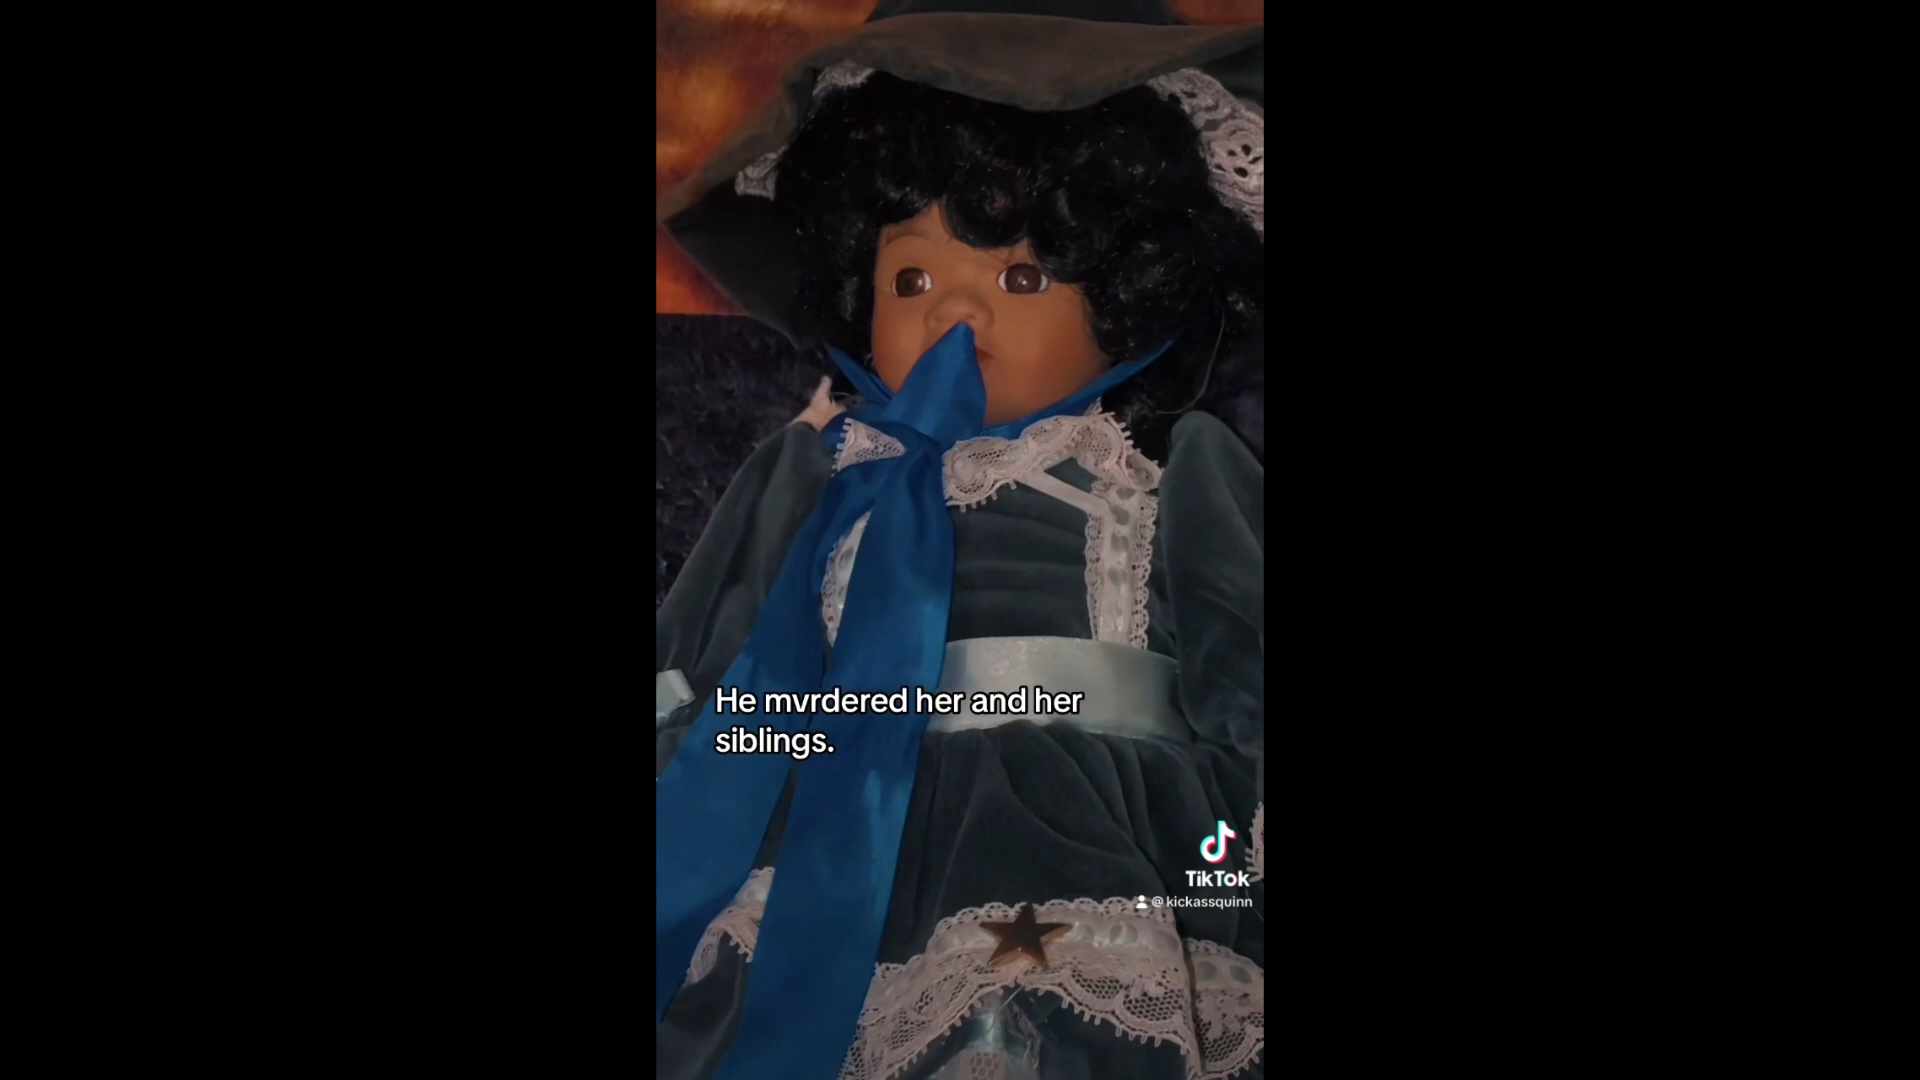 He mvrdered her and her
siblings.
TikTok
@kickassquinn